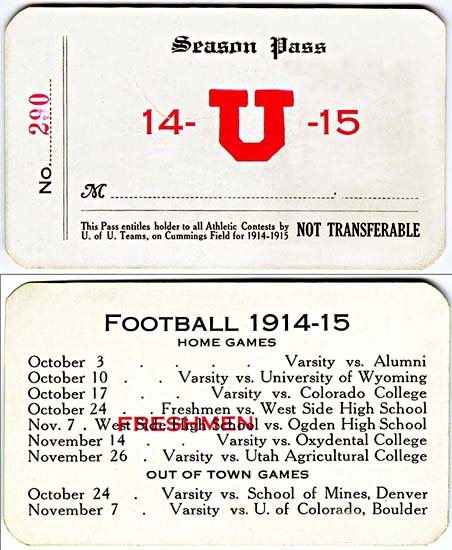 Season Pass
No. 290
14- U -15
M
This Pass entitles holder to all Athletic Contests by
U. of U. Teams, on Cummings Field for 1914-1915
NOT TRANSFERABLE
FOOTBALL 1914-15
HOME GAMES
October 3 . . . . Varsity vs. Alumni
October 10 . . Varsity vs. University of Wyoming
October 17 . . Varsity vs. Colorado College
October 24 . Freshmen vs. West Side High School
Nov. 7 . West Side High School vs. Ogden High School
FRESHMEN
November 14 . . Varsity vs. Oxydental College
November 26 . Varsity vs. Utah Agricultural College
OUT OF TOWN GAMES
October 24 . Varsity vs. School of Mines, Denver
November 7 . Varsity vs. U. of Colorado, Boulder